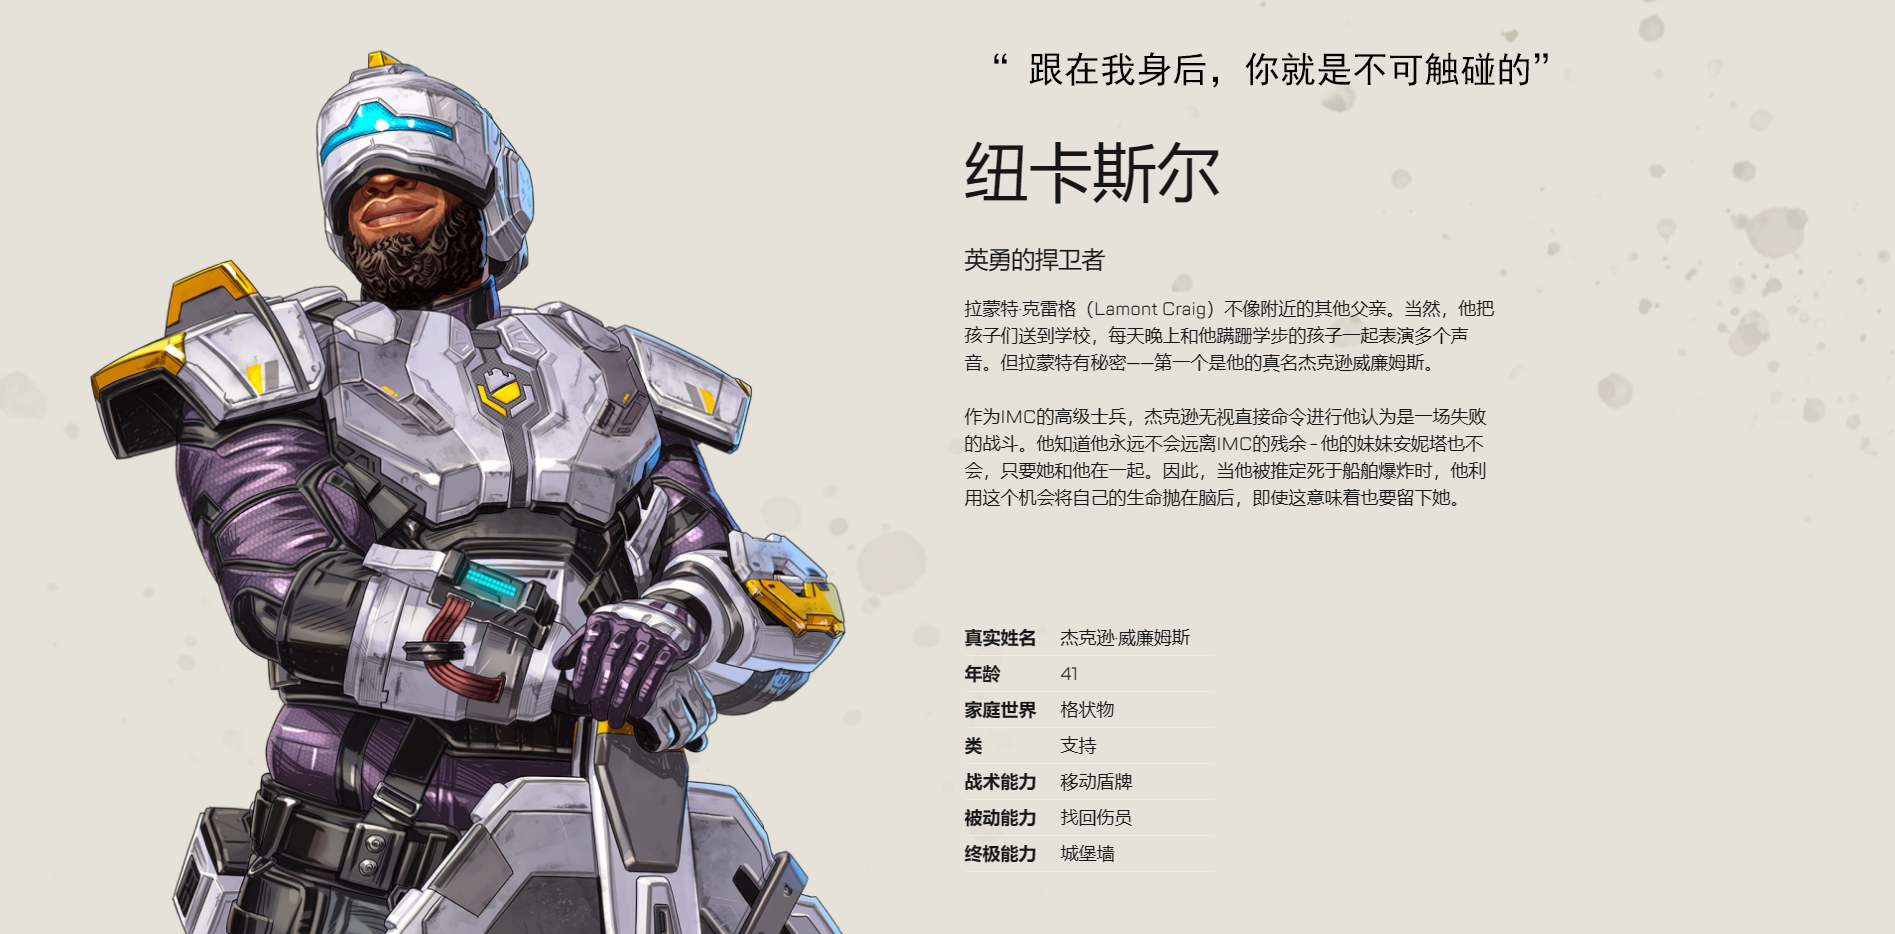 “ 跟在我身后，你就是不可触碰的”
纽卡斯尔
英勇的捍卫者
拉蒙特·克雷格（Lamont Craig）不像附近的其他父亲。当然，他把
孩子们送到学校，每天晚上和他蹒跚学步的孩子一起表演多个声
音。但拉蒙特有秘密——第一个是他的真名杰克逊威廉姆斯。
作为IMC的高级士兵，杰克逊无视直接命令进行他认为是一场失败
的战斗。他知道他永远不会远离IMC的残余 - 他的妹妹安妮塔也不
会，只要她和他在一起。因此，当他被推定死于船舶爆炸时，他利
用这个机会将自己的生命抛在脑后，即使这意味着也要留下她。
真实姓名 杰克逊·威廉姆斯
年龄 41
家庭世界 格状物
类 支持
战术能力 移动盾牌
被动能力 找回伤员
终极能力 城堡墙